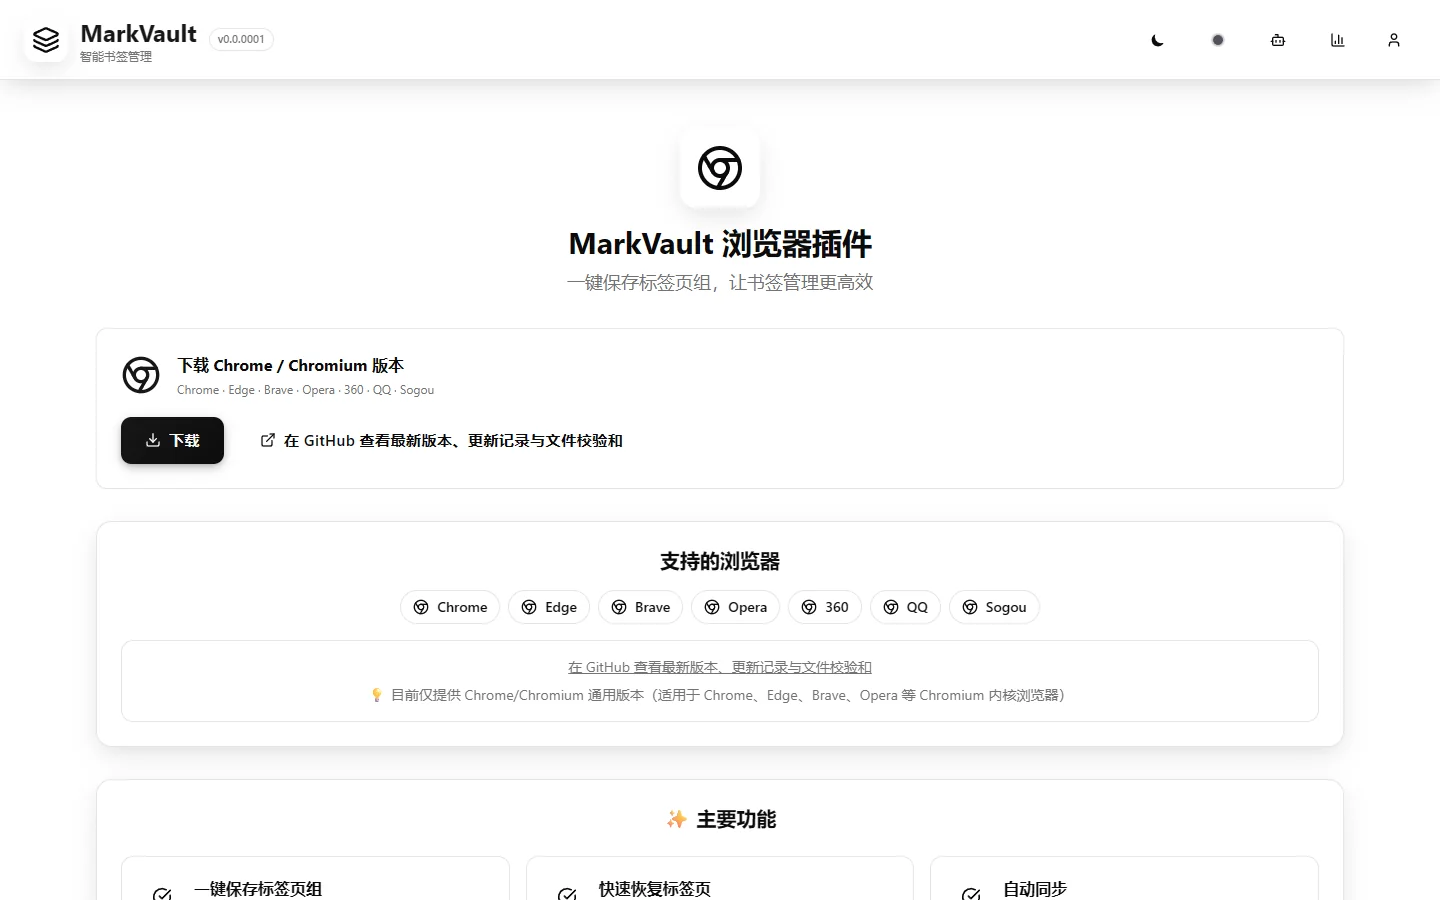 MarkVault
v0.0.0001
智能书签管理
MarkVault 浏览器插件
一键保存标签页组，让书签管理更高效
下载 Chrome / Chromium 版本
Chrome · Edge · Brave · Opera · 360 · QQ · Sogou
下载
在 GitHub 查看最新版本、更新记录与文件校验和
支持的浏览器
Chrome
Edge
Brave
Opera
360
QQ
Sogou
在 GitHub 查看最新版本、更新记录与文件校验和
💡 目前仅提供 Chrome/Chromium 通用版本（适用于 Chrome、Edge、Brave、Opera 等 Chromium 内核浏览器）
✨ 主要功能
一键保存标签页组
快速恢复标签页
自动同步